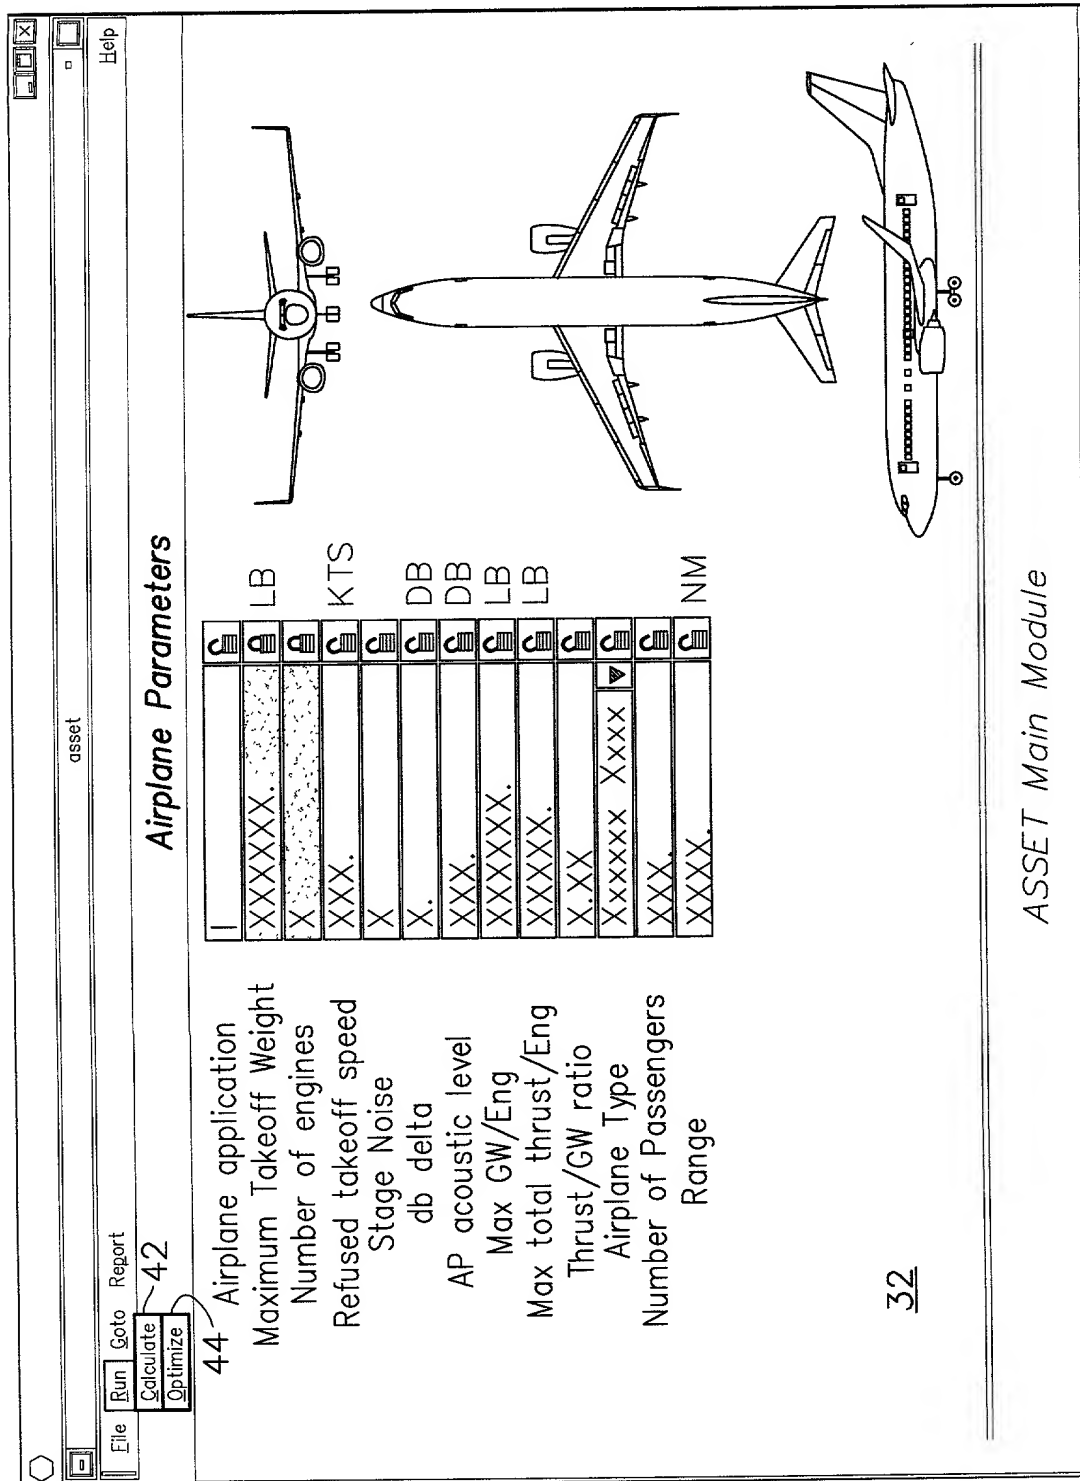 asset
File Run Goto Report Help
Calculate 42
Optimize
44
Airplane Parameters
Airplane application
Maximum Takeoff Weight XXXXXX. LB
Number of engines X
Refused takeoff speed XXX. KTS
Stage Noise X
db delta X. DB
AP acoustic level XXX. DB
Max GW/Eng XXXXXX. LB
Max total thrust/Eng XXXXX. LB
Thrust/GW ratio X.XX
Airplane Type Xxxxxx Xxxx
Number of Passengers XXX.
Range XXXX. NM
32
ASSET Main Module